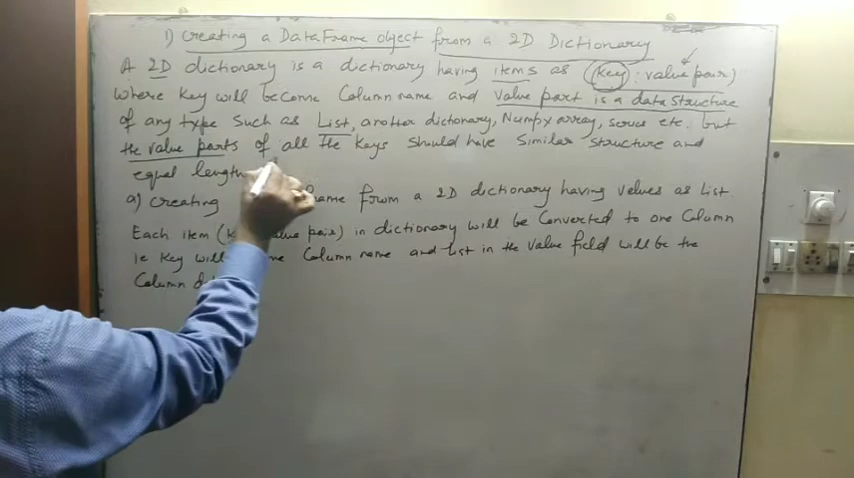 1) Creating a DataFrame object from a 2D Dictionary
A 2D dictionary is a dictionary having items as (key : value pair)
where key will become Column name and value part is a data structure
of any type such as List, another dictionary, Numpy array, series etc. but
the value parts of all the keys should have similar structure and
equal length
a) creating from a 2D dictionary having values as List
Each item pair) in dictionary will be Converted to one Column
ie key will Column name and List in the value field will be the
Column